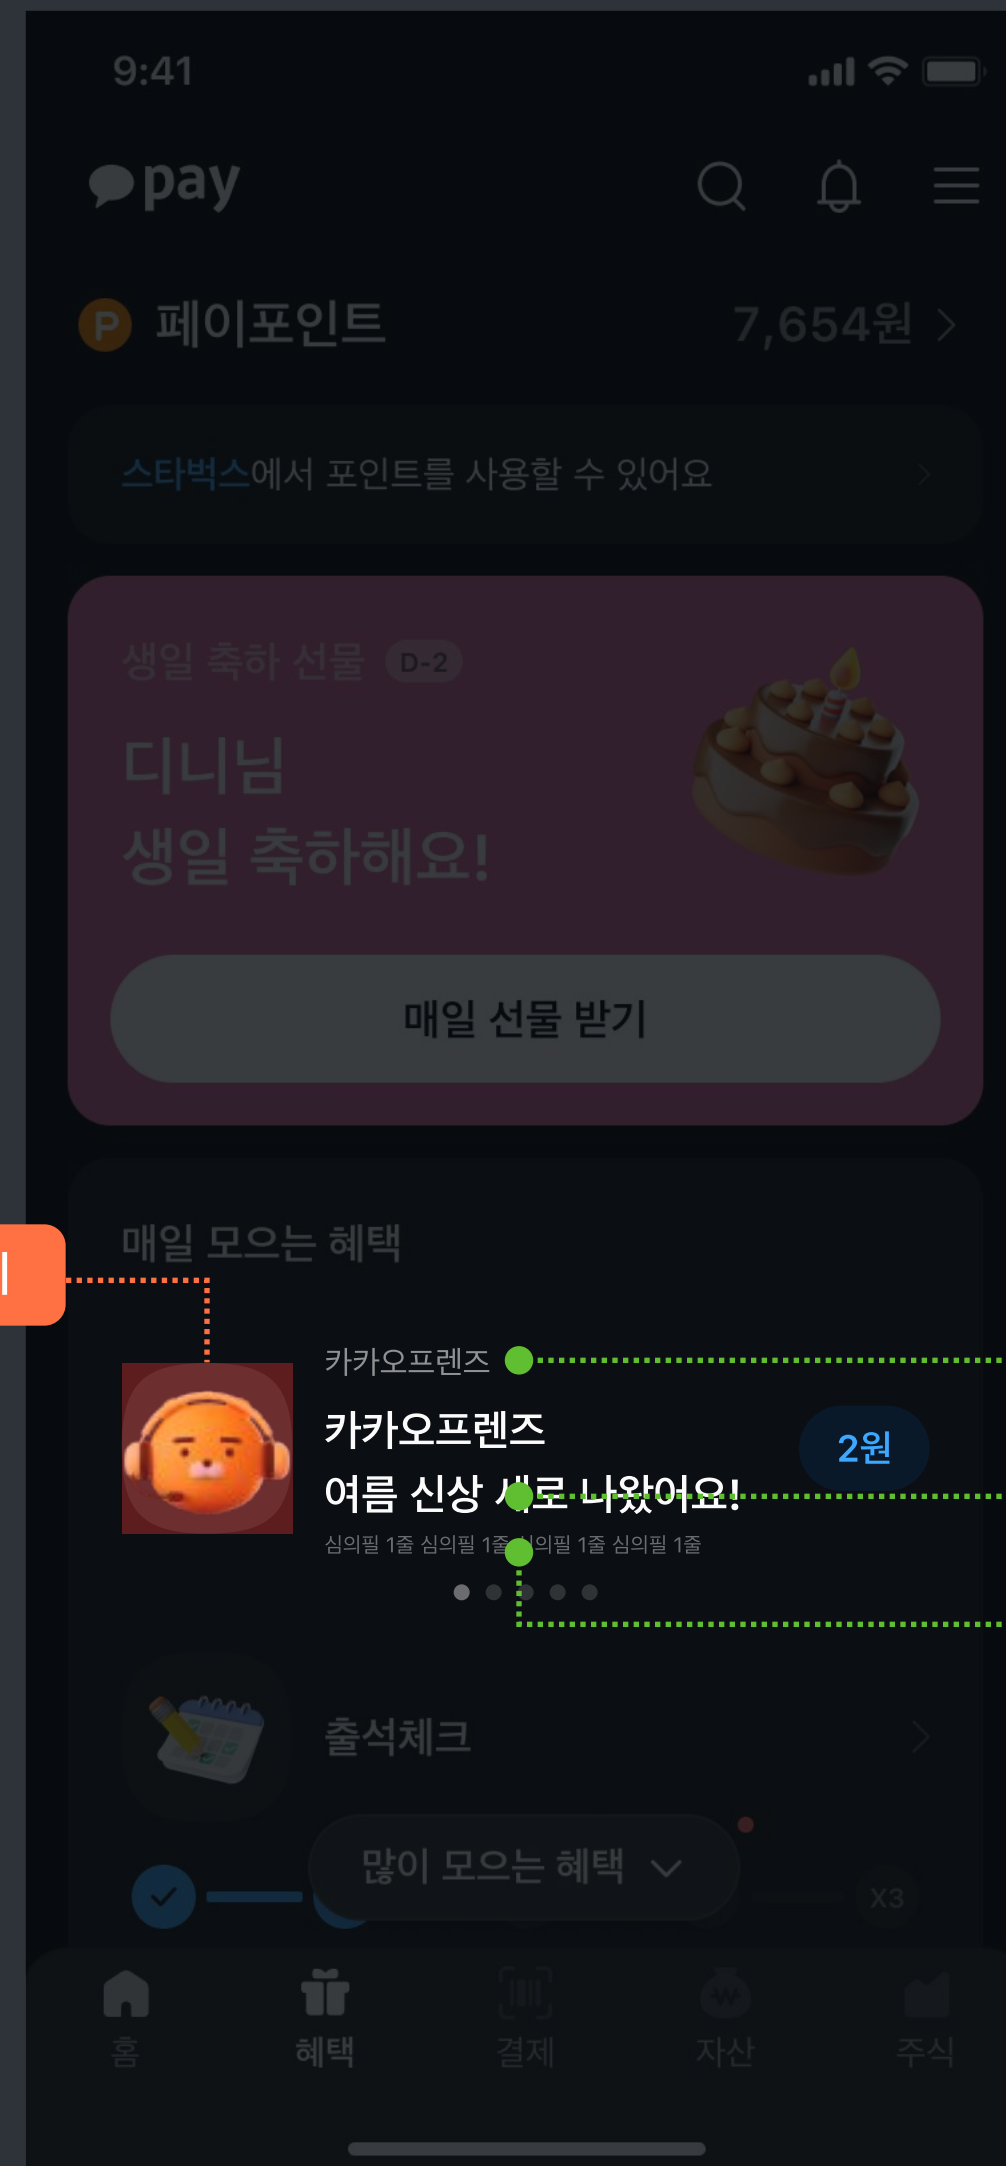 9:41
pay
P 페이포인트 7,654원
스타벅스에서 포인트를 사용할 수 있어요
생일 축하 선물 D-2
디니님
생일 축하해요!
매일 선물 받기
매일 모으는 혜택
카카오프렌즈
카카오프렌즈
여름 신상 새로 나왔어요!
2원
심의필 1줄 심의필 1줄 심의필 1줄 심의필 1줄
출석체크
많이 모으는 혜택
X3
홈 혜택 결제 자산 주식